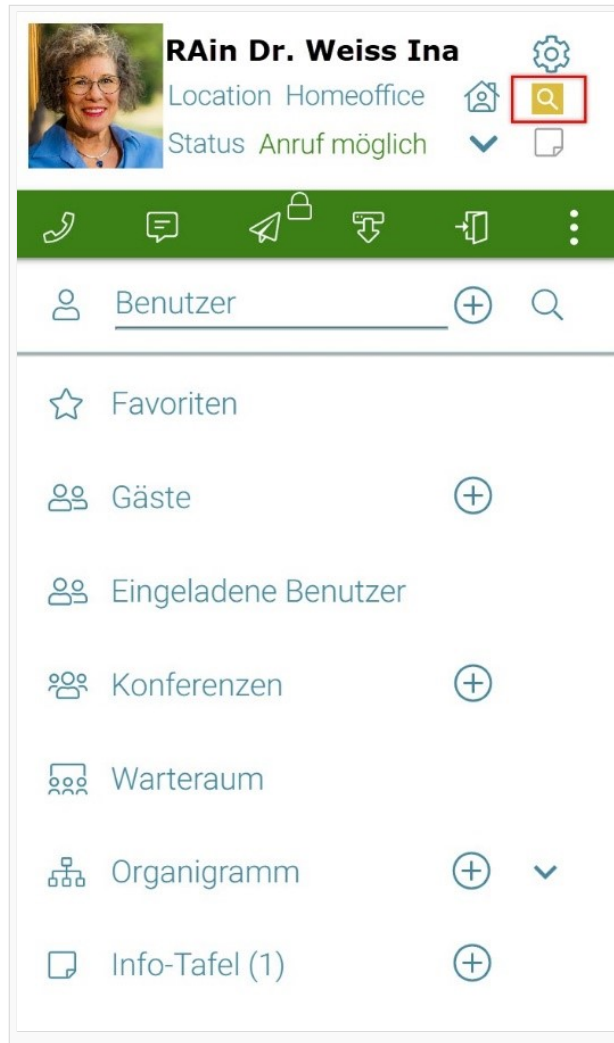 RAin Dr. Weiss Ina
Location Homeoffice
Status Anruf möglich
Benutzer
Favoriten
Gäste
Eingeladene Benutzer
Konferenzen
Warteraum
Organigramm
Info-Tafel (1)